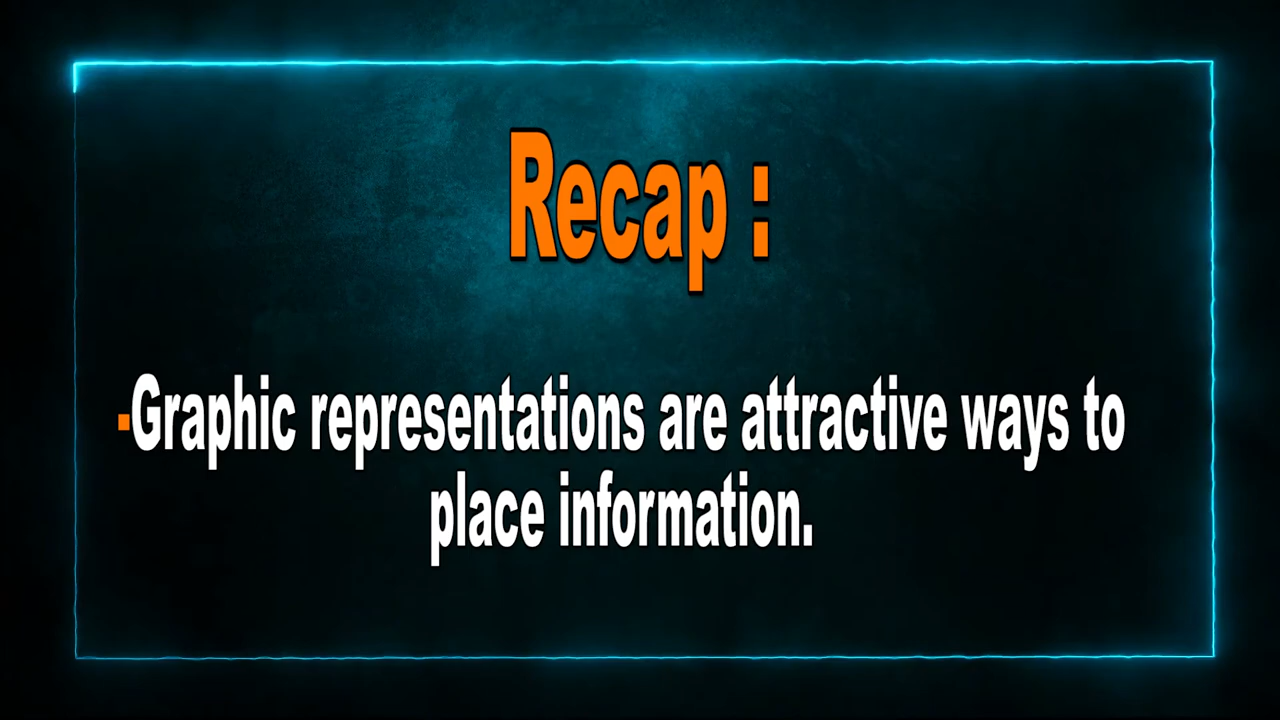 Recap :
-Graphic representations are attractive ways to
place information.